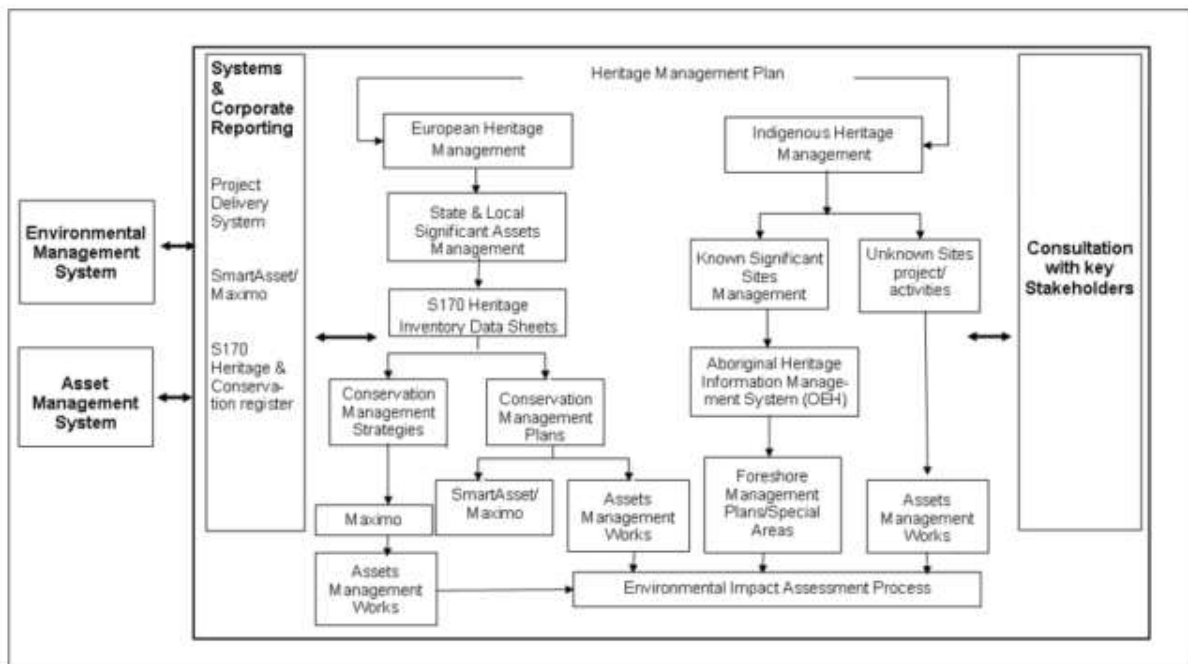 Heritage Management Plan
Systems
&
Corporate
Reporting
Project
Delivery
System
SmartAsset/
Maximo
S170
Heritage &
Conserva-
tion register
Environmental
Management
System
Asset
Management
System
European Heritage
Management
State & Local
Significant Assets
Management
S170 Heritage
Inventory Data Sheets
Conservation
Management
Strategies
Conservation
Management
Plans
Maximo
SmartAsset/
Maximo
Assets
Management
Works
Assets
Management
Works
Indigenous Heritage
Management
Known Significant
Sites
Management
Unknown Sites
project/
activities
Aboriginal Heritage
Information Manage-
ment System (OEH)
Foreshore
Management
Plans/Special
Areas
Assets
Management
Works
Environmental Impact Assessment Process
Consultation
with key
Stakeholders